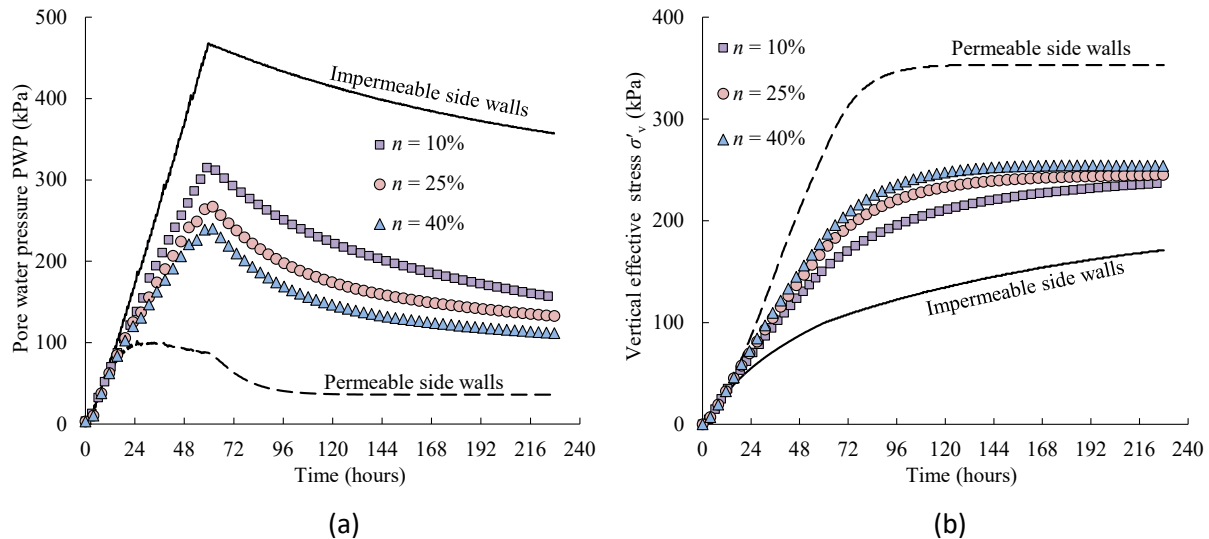 500
400
300
200
100
0
Pore water pressure PWP (kPa)
Impermeable side walls
n = 10%
n = 25%
n = 40%
Permeable side walls
0 24 48 72 96 120 144 168 192 216 240
Time (hours)
(a)
400
300
200
100
0
Vertical effective stress σ′v (kPa)
n = 10%
n = 25%
n = 40%
Permeable side walls
Impermeable side walls
0 24 48 72 96 120 144 168 192 216 240
Time (hours)
(b)